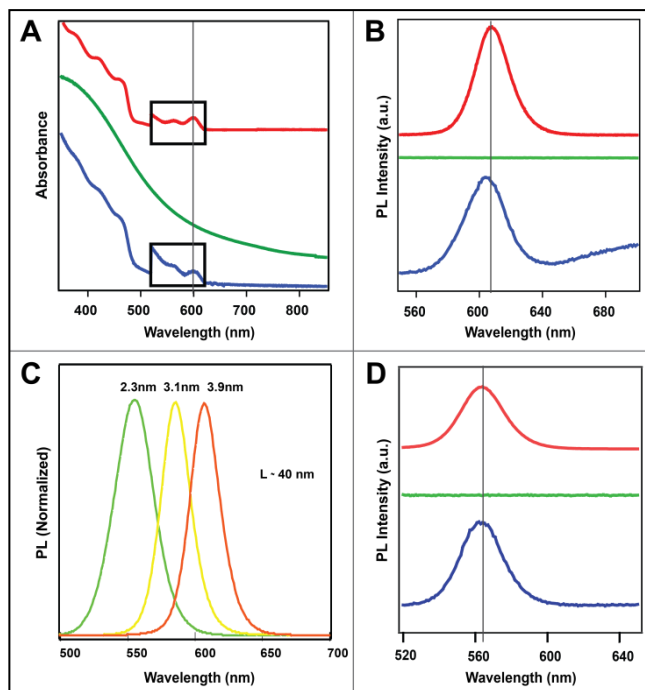 A
Absorbance
400 500 600 700 800
Wavelength (nm)
B
PL Intensity (a.u.)
560 600 640 680
Wavelength (nm)
C
2.3nm 3.1nm 3.9nm
L ~ 40 nm
PL (Normalized)
500 550 600 650 700
Wavelength (nm)
D
PL Intensity (a.u.)
520 560 600 640
Wavelength (nm)